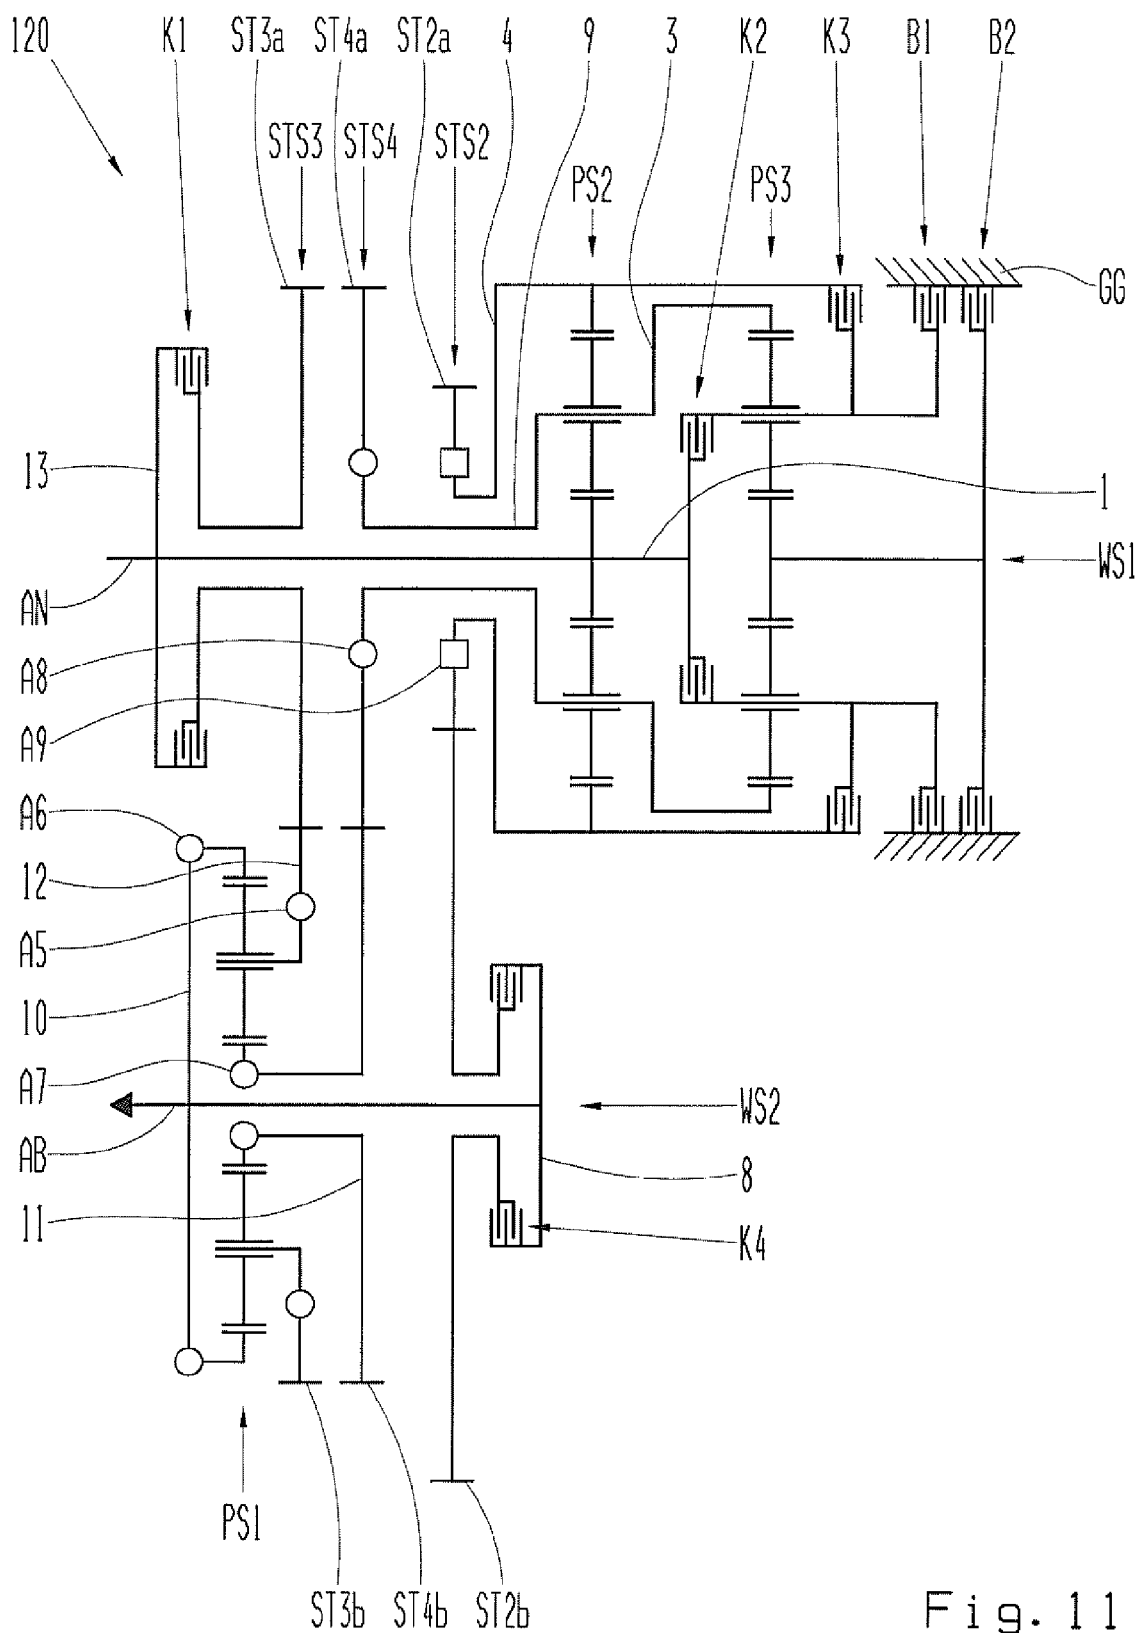 120 K1 ST3a ST4a ST2a 4 9 3 K2 K3 B1 B2
STS3 STS4 STS2
PS2 PS3
GG
13
1
AN
WS1
A8
A9
A6
12
A5
10
A7
WS2
AB
8
11
K4
PS1
ST3b ST4b ST2b
Fig. 11